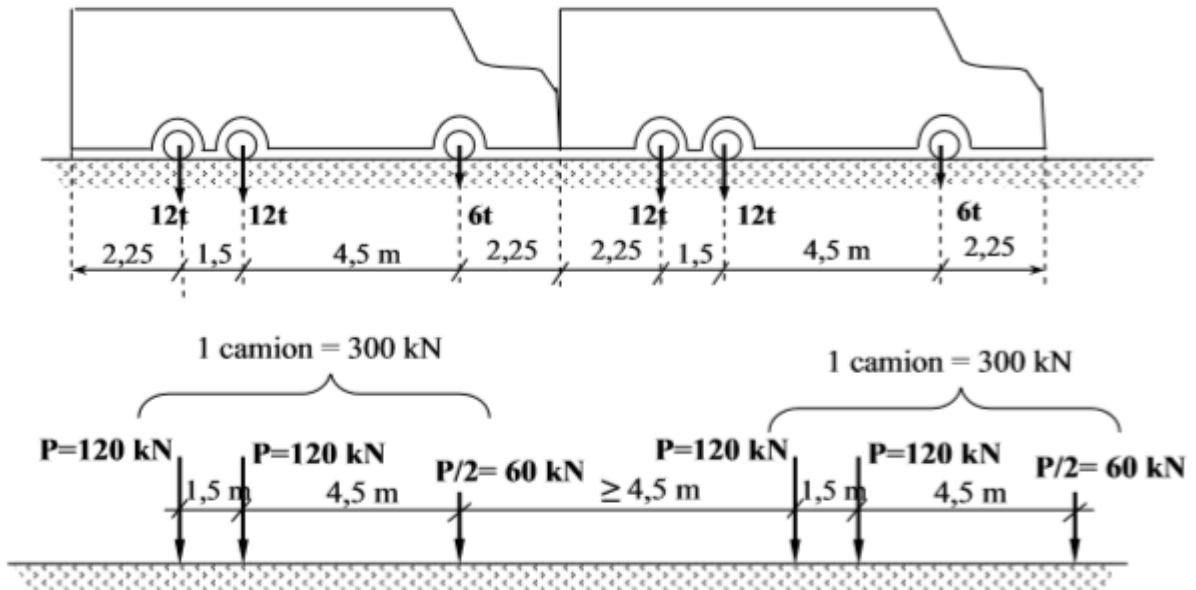 12t 12t 6t 12t 12t 6t
2,25 1,5 4,5 m 2,25 2,25 1,5 4,5 m 2,25
1 camion = 300 kN 1 camion = 300 kN
P=120 kN P=120 kN P/2= 60 kN P=120 kN P=120 kN P/2= 60 kN
1,5 m 4,5 m ≥ 4,5 m 1,5 m 4,5 m